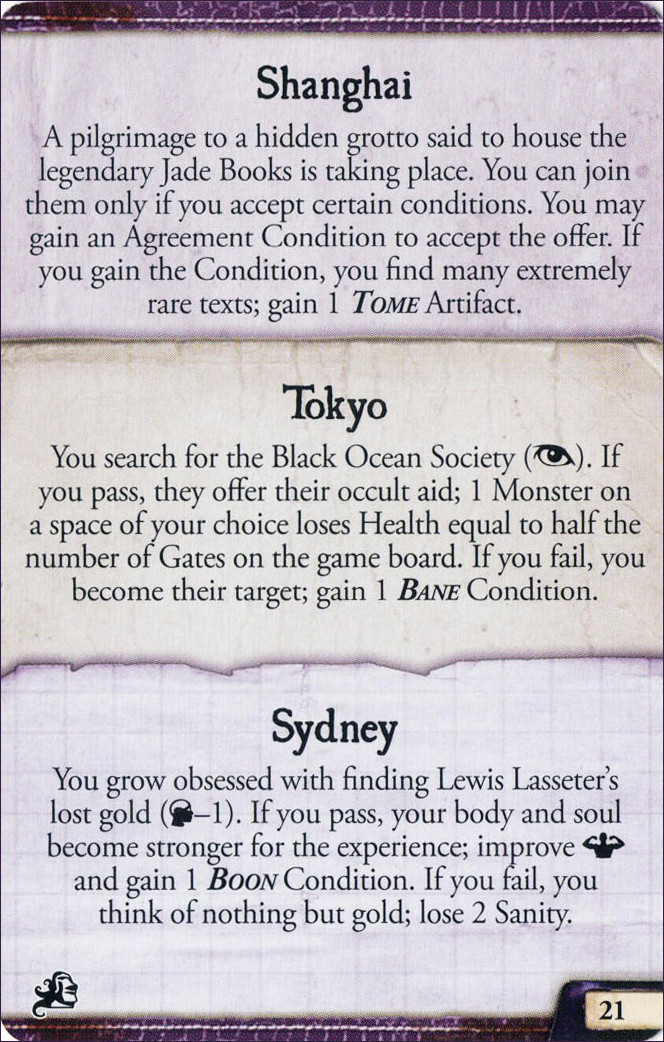 Shanghai
A pilgrimage to a hidden grotto said to house the
legendary Jade Books is taking place. You can join
them only if you accept certain conditions. You may
gain an Agreement Condition to accept the offer. If
you gain the Condition, you find many extremely
rare texts; gain 1 TOME Artifact.
Tokyo
You search for the Black Ocean Society ( ). If
you pass, they offer their occult aid; 1 Monster on
a space of your choice loses Health equal to half the
number of Gates on the game board. If you fail, you
become their target; gain 1 BANE Condition.
Sydney
You grow obsessed with finding Lewis Lasseter’s
lost gold ( –1). If you pass, your body and soul
become stronger for the experience; improve
and gain 1 BOON Condition. If you fail, you
think of nothing but gold; lose 2 Sanity.
21